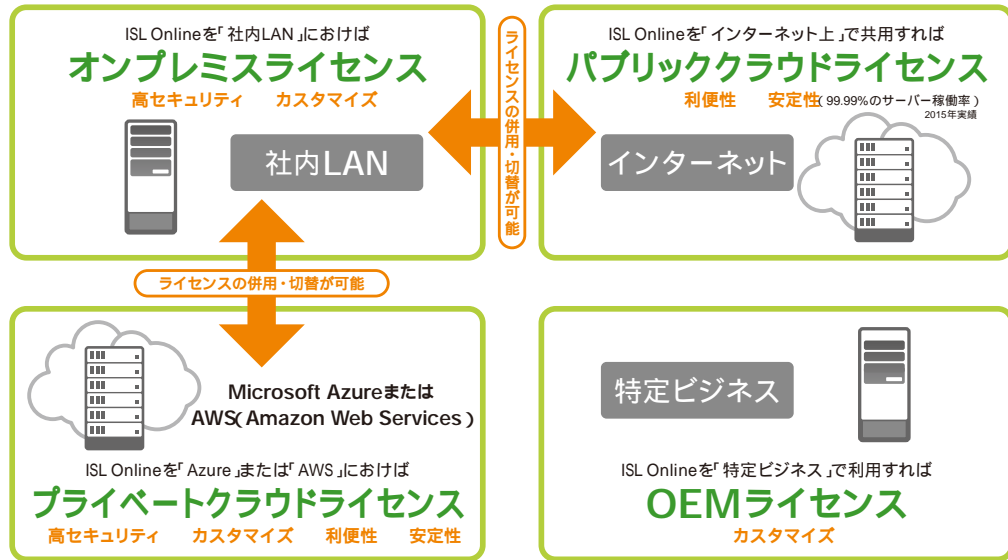 ISL Onlineを「社内LAN」におけば
オンプレミスライセンス
高セキュリティ カスタマイズ
社内LAN
ライセンスの併用・切替が可能
ISL Onlineを「インターネット上」で共用すれば
パブリッククラウドライセンス
利便性 安定性(99.99%のサーバー稼働率)
2015年実績
インターネット
ライセンスの併用・切替が可能
Microsoft Azureまたは
AWS(Amazon Web Services)
ISL Onlineを「Azure」または「AWS」におけば
プライベートクラウドライセンス
高セキュリティ カスタマイズ 利便性 安定性
特定ビジネス
ISL Onlineを「特定ビジネス」で利用すれば
OEMライセンス
カスタマイズ